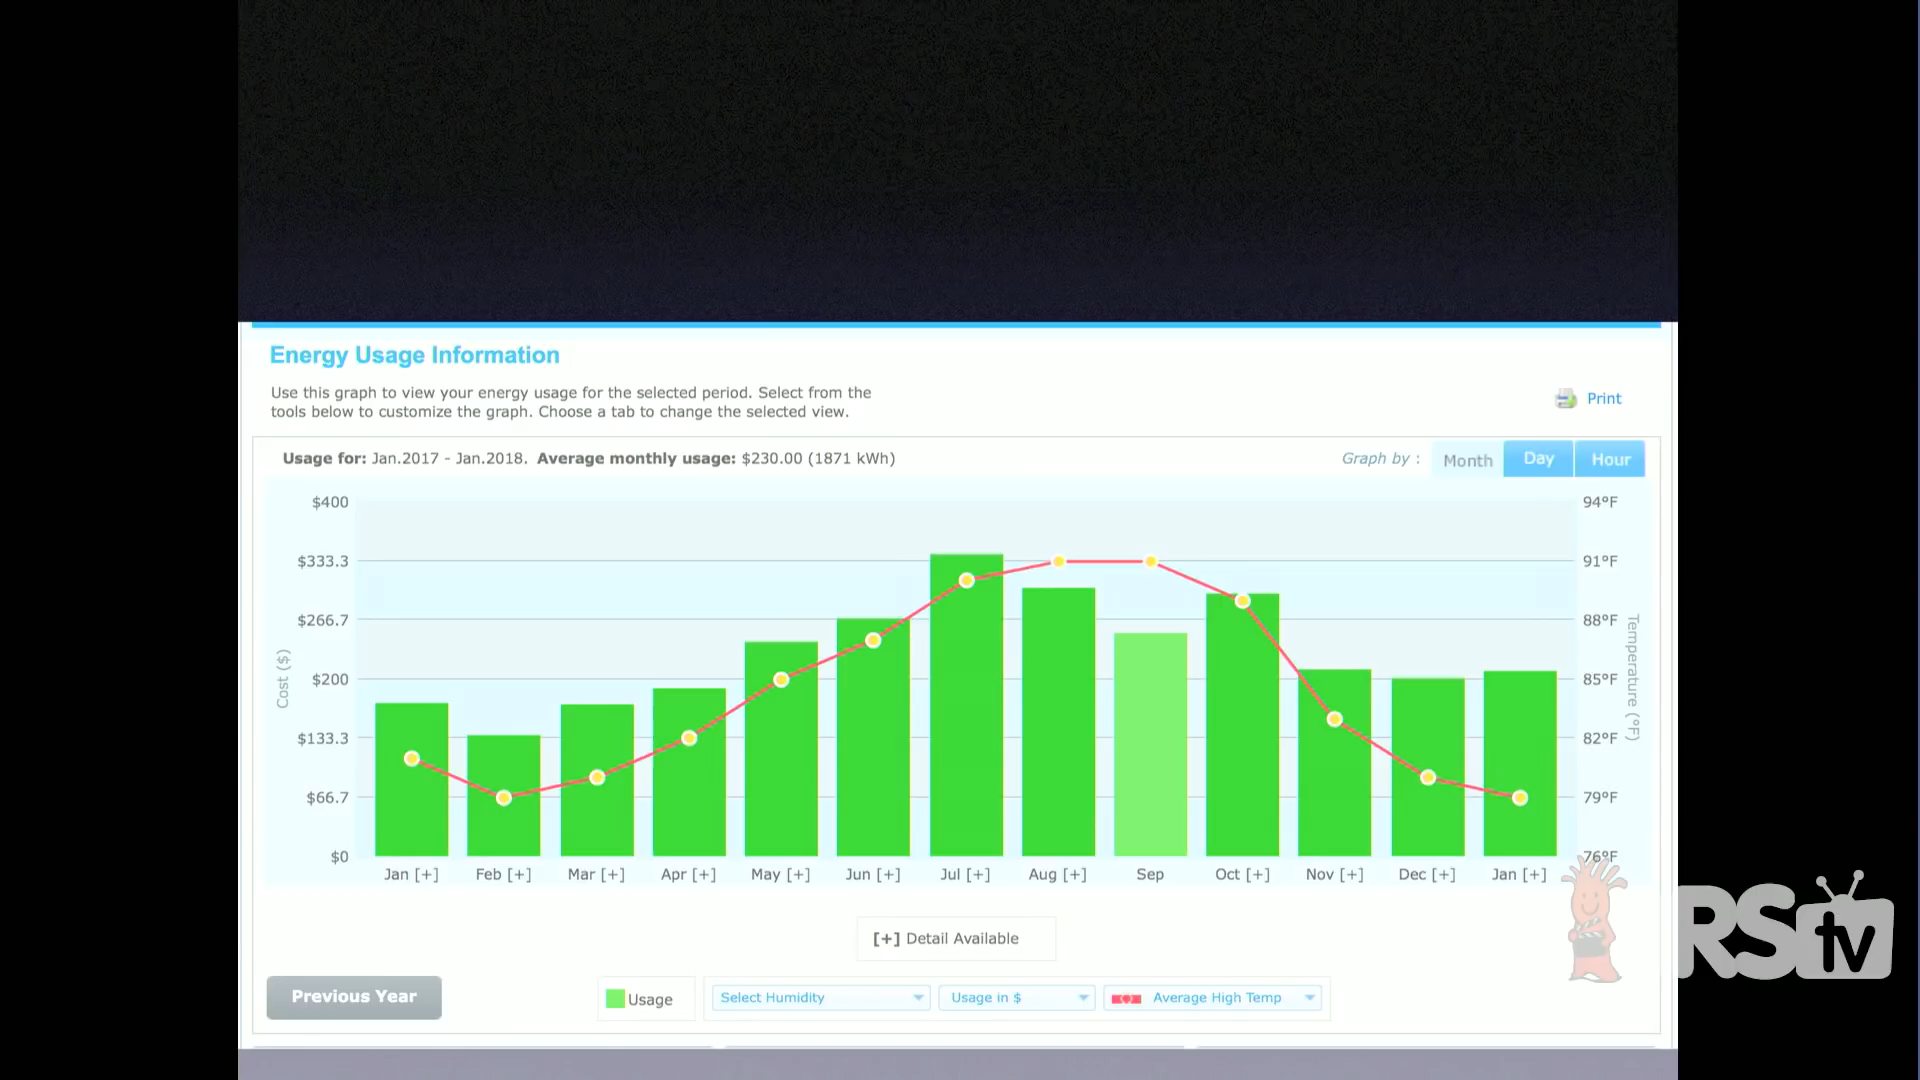 Energy Usage Information
Use this graph to view your energy usage for the selected period. Select from the
tools below to customize the graph. Choose a tab to change the selected view.
Print
Usage for: Jan.2017 - Jan.2018. Average monthly usage: $230.00 (1871 kWh)
Graph by :
Month
Day
Hour
$400
$333.3
$266.7
$200
$133.3
$66.7
$0
Cost ($)
94°F
91°F
88°F
85°F
82°F
79°F
76°F
Temperature (°F)
Jan [+]
Feb [+]
Mar [+]
Apr [+]
May [+]
Jun [+]
Jul [+]
Aug [+]
Sep
Oct [+]
Nov [+]
Dec [+]
Jan [+]
[+] Detail Available
Previous Year
Usage
Select Humidity
Usage in $
Average High Temp
RStv